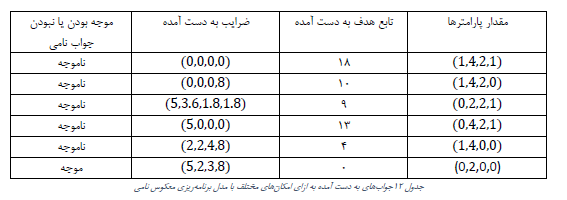 مقدار پارامترها	تابع هدف به دست آمده	ضرایب به دست آمده	موجه بودن یا نبودن جواب نامی
(1,4,2,1)	۱۸	(0,0,0,0)	ناموجه
(1,4,2,0)	۱۰	(0,0,0,8)	ناموجه
(0,2,2,1)	۹	(5,3.6,1.8,1.8)	ناموجه
(0,4,2,1)	۱۳	(5,0,0,0)	ناموجه
(1,4,0,0)	۴	(2,2,4,8)	ناموجه
(0,2,0,0)	۰	(5,2,3,8)	موجه
جدول ۱۲جواب‌های به دست آمده به ازای امکان‌های مختلف با مدل برنامه‌ریزی معکوس نامی